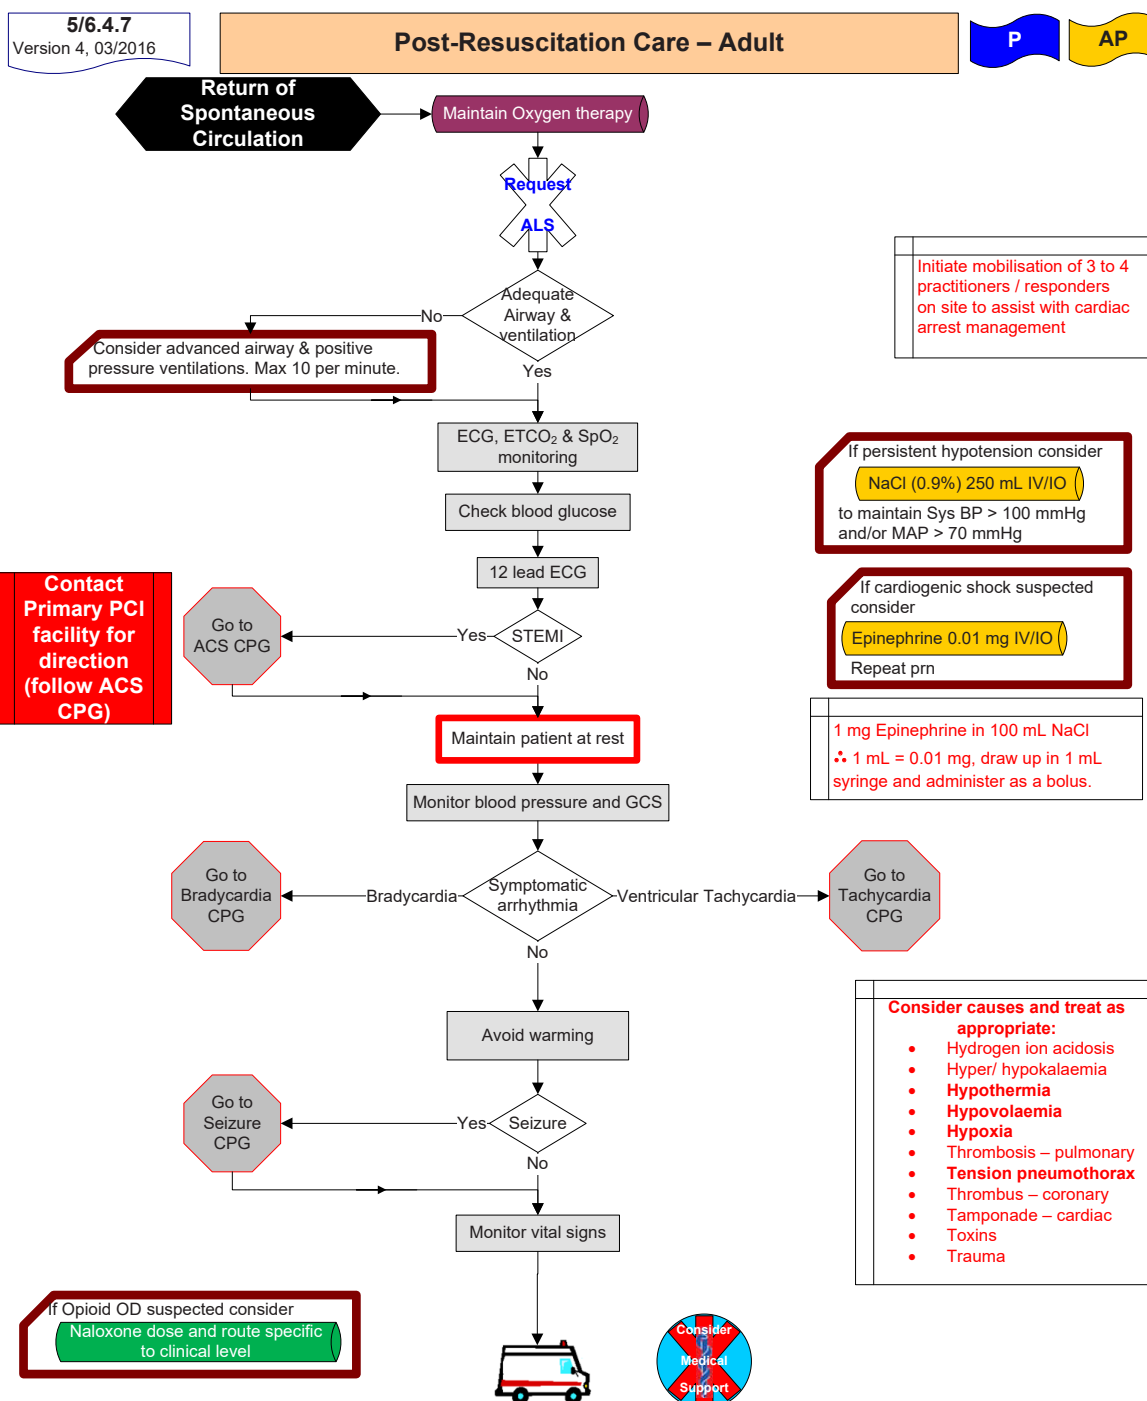 5/6.4.7
Version 4, 03/2016
Post-Resuscitation Care – Adult
P
AP
Return of
Spontaneous
Circulation
Maintain Oxygen therapy
Request
ALS
Initiate mobilisation of 3 to 4
practitioners / responders
on site to assist with cardiac
arrest management
Adequate
Airway &
ventilation
No
Consider advanced airway & positive
pressure ventilations. Max 10 per minute.
Yes
ECG, ETCO₂ & SpO₂
monitoring
If persistent hypotension consider
NaCl (0.9%) 250 mL IV/IO
to maintain Sys BP > 100 mmHg
and/or MAP > 70 mmHg
Check blood glucose
12 lead ECG
Contact
Primary PCI
facility for
direction
(follow ACS
CPG)
Go to
ACS CPG
Yes
STEMI
No
If cardiogenic shock suspected
consider
Epinephrine 0.01 mg IV/IO
Repeat prn
Maintain patient at rest
1 mg Epinephrine in 100 mL NaCl
∴ 1 mL = 0.01 mg, draw up in 1 mL
syringe and administer as a bolus.
Monitor blood pressure and GCS
Go to
Bradycardia
CPG
Bradycardia
Symptomatic
arrhythmia
Ventricular Tachycardia
Go to
Tachycardia
CPG
No
Avoid warming
Consider causes and treat as
appropriate:
• Hydrogen ion acidosis
• Hyper/ hypokalaemia
• Hypothermia
• Hypovolaemia
• Hypoxia
• Thrombosis – pulmonary
• Tension pneumothorax
• Thrombus – coronary
• Tamponade – cardiac
• Toxins
• Trauma
Go to
Seizure
CPG
Yes
Seizure
No
Monitor vital signs
If Opioid OD suspected consider
Naloxone dose and route specific
to clinical level
Consider
Medical
Support